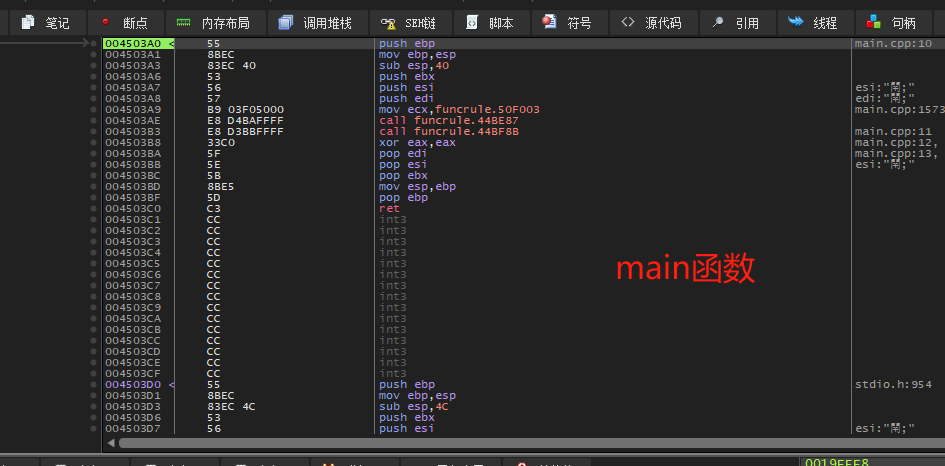 笔记 断点 内存布局 调用堆栈 SEH链 脚本 符号 源代码 引用 线程 句柄
004503A0 < 55 push ebp main.cpp:10
004503A1 8BEC mov ebp,esp
004503A3 83EC 40 sub esp,40
004503A6 53 push ebx
004503A7 56 push esi esi:"閈;"
004503A8 57 push edi edi:"閈;"
004503A9 B9 03F05000 mov ecx,funcrule.50F003 main.cpp:1573
004503AE E8 D4BAFFFF call funcrule.44BE87
004503B3 E8 D3BBFFFF call funcrule.44BF8B main.cpp:11
004503B8 33C0 xor eax,eax main.cpp:12,
004503BA 5F pop edi main.cpp:13,
004503BB 5E pop esi esi:"閈;"
004503BC 5B pop ebx
004503BD 8BE5 mov esp,ebp
004503BF 5D pop ebp
004503C0 C3 ret
004503C1 CC int3
004503C2 CC int3
004503C3 CC int3
004503C4 CC int3
004503C5 CC int3
004503C6 CC int3
004503C7 CC int3
004503C8 CC int3
main函数
004503C9 CC int3
004503CA CC int3
004503CB CC int3
004503CC CC int3
004503CD CC int3
004503CE CC int3
004503CF CC int3
004503D0 < 55 push ebp stdio.h:954
004503D1 8BEC mov ebp,esp
004503D3 83EC 4C sub esp,4C
004503D6 53 push ebx
004503D7 56 push esi esi:"閈;"